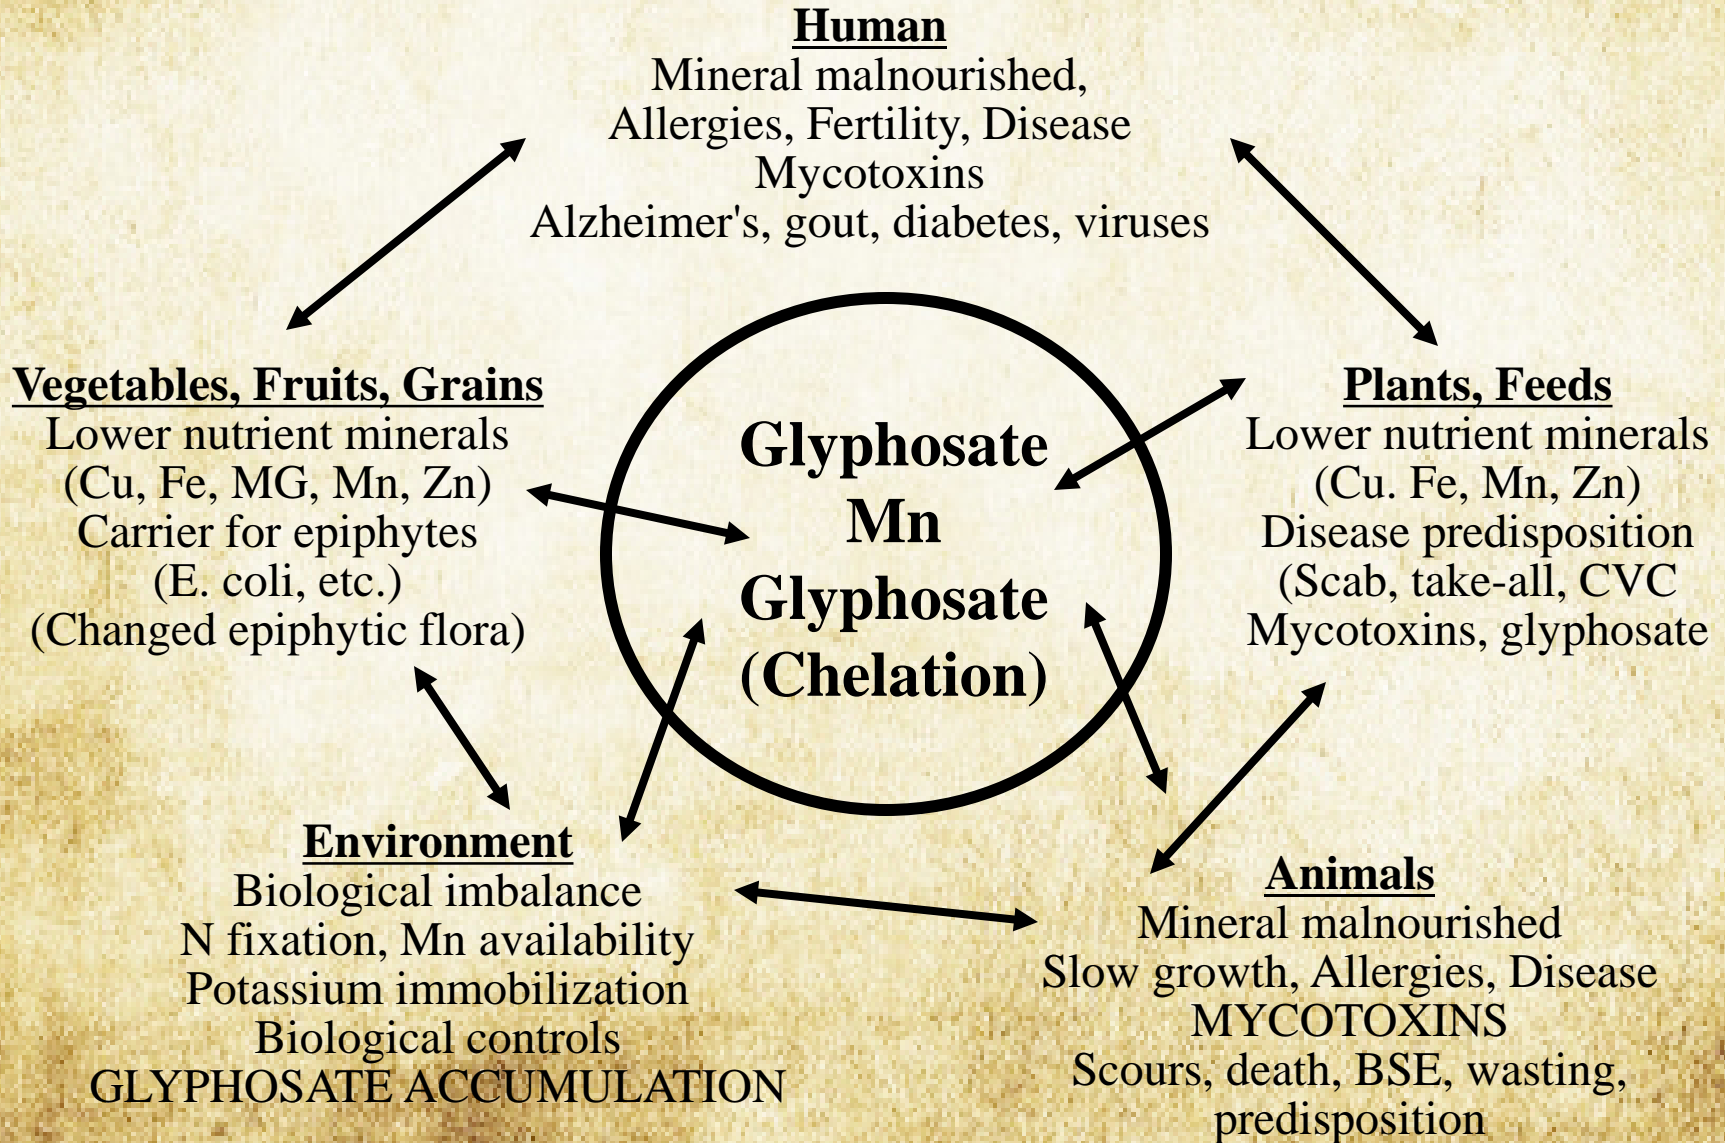 Human
Mineral malnourished,
Allergies, Fertility, Disease
Mycotoxins
Alzheimer's, gout, diabetes, viruses
Vegetables, Fruits, Grains
Lower nutrient minerals
(Cu, Fe, MG, Mn, Zn)
Carrier for epiphytes
(E. coli, etc.)
(Changed epiphytic flora)
Glyphosate
Mn
Glyphosate
(Chelation)
Plants, Feeds
Lower nutrient minerals
(Cu. Fe, Mn, Zn)
Disease predisposition
(Scab, take-all, CVC
Mycotoxins, glyphosate
Environment
Biological imbalance
N fixation, Mn availability
Potassium immobilization
Biological controls
GLYPHOSATE ACCUMULATION
Animals
Mineral malnourished
Slow growth, Allergies, Disease
MYCOTOXINS
Scours, death, BSE, wasting,
predisposition